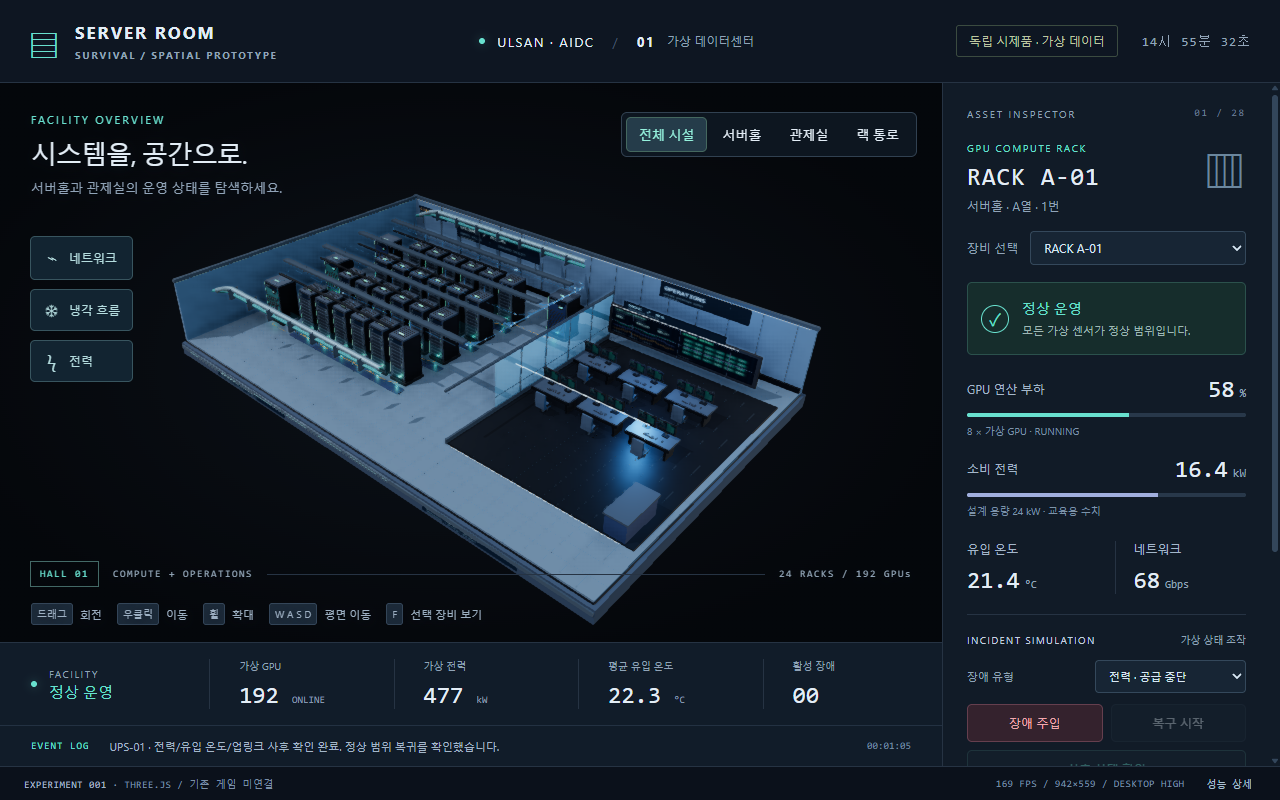 SERVER ROOM
SURVIVAL / SPATIAL PROTOTYPE
ULSAN · AIDC / 01 가상 데이터센터
독립 시제품 · 가상 데이터
14시 55분 32초
FACILITY OVERVIEW
시스템을, 공간으로.
서버홀과 관제실의 운영 상태를 탐색하세요.
전체 시설 서버홀 관제실 랙 통로
네트워크
냉각 흐름
전력
OPERATIONS
HALL 01 COMPUTE + OPERATIONS 24 RACKS / 192 GPUs
드래그 회전 우클릭 이동 휠 확대 WASD 평면 이동 F 선택 장비 보기
FACILITY
정상 운영
가상 GPU
192 ONLINE
가상 전력
477 kW
평균 유입 온도
22.3 °C
활성 장애
00
EVENT LOG UPS-01 · 전력/유입 온도/업링크 사후 확인 완료. 정상 범위 복귀를 확인했습니다. 00:01:05
ASSET INSPECTOR 01 / 28
GPU COMPUTE RACK
RACK A-01
서버홀 · A열 · 1번
장비 선택 RACK A-01
정상 운영
모든 가상 센서가 정상 범위입니다.
GPU 연산 부하 58 %
8 × 가상 GPU · RUNNING
소비 전력 16.4 kW
설계 용량 24 kW · 교육용 수치
유입 온도
21.4 °C
네트워크
68 Gbps
INCIDENT SIMULATION 가상 상태 조작
장애 유형 전력 · 공급 중단
장애 주입 복구 시작
EXPERIMENT 001 · THREE.JS / 기존 게임 미연결
169 FPS / 942×559 / DESKTOP HIGH 성능 상세